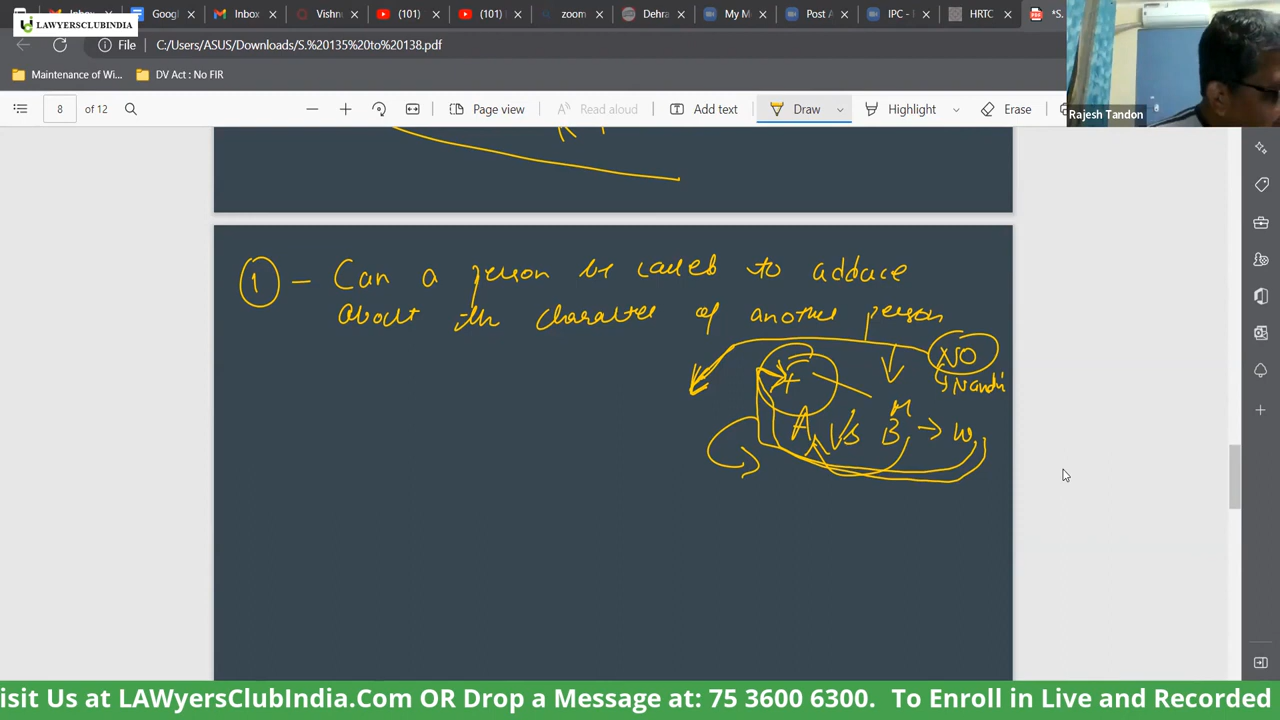 LAWYERSCLUBINDIA
Inbox
Googl
Inbox
Vishn
(101)
(101)
Dehra
My M
Post A
IPC - D
HRTC
*S.
File C:/Users/ASUS/Downloads/S.%20135%20to%20138.pdf
Maintenance of Wi... DV Act : No FIR
8 of 12 Page view Read aloud Add text Draw Highlight Erase
Rajesh Tandon
1 - Can a person be called to adduce
about the character of another person
A Vs B → W
M
visit Us at LAWyersClubIndia.Com OR Drop a Message at: 75 3600 6300. To Enroll in Live and Recorded